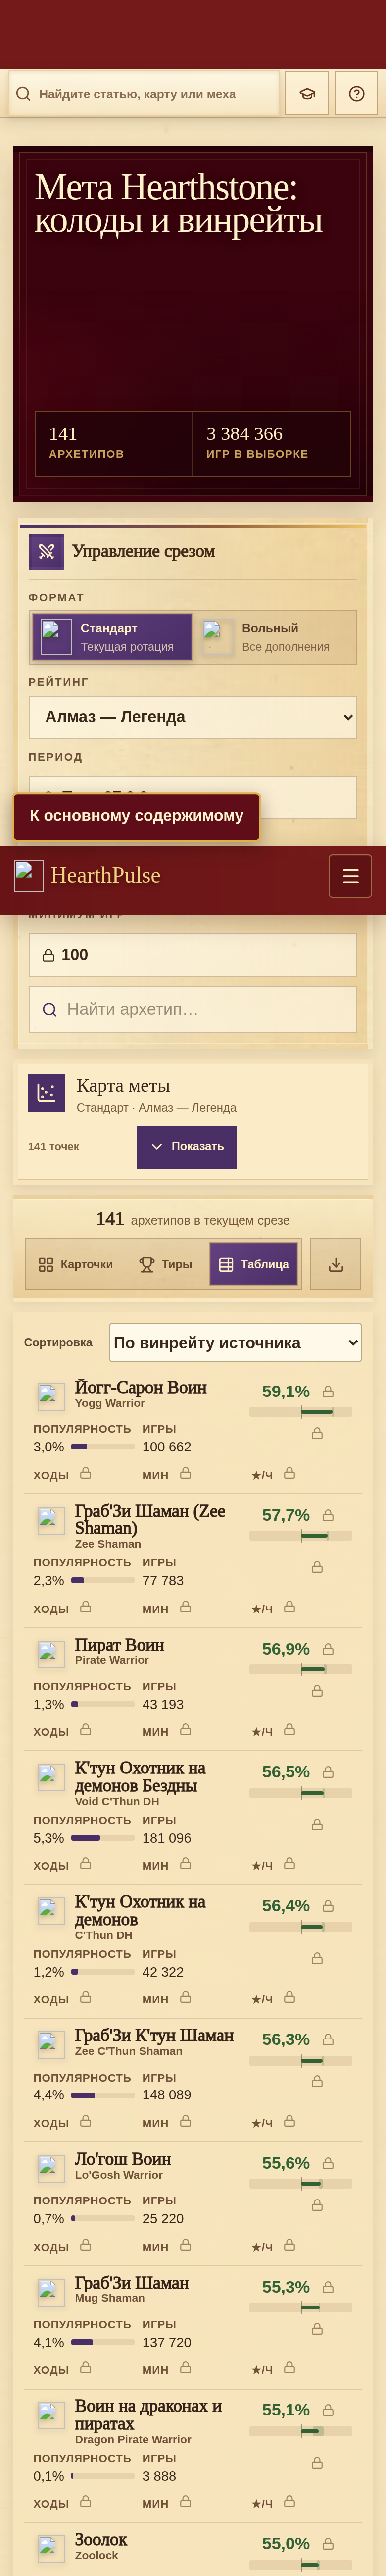 Найдите статью, карту или меха
Мета Hearthstone:
колоды и винрейты
141
АРХЕТИПОВ
3 384 366
ИГР В ВЫБОРКЕ
Управление срезом
ФОРМАТ
Стандарт
Текущая ротация
Вольный
Все дополнения
РЕЙТИНГ
Алмаз — Легенда
ПЕРИОД
К основному содержимому
HearthPulse
100
Найти архетип…
Карта меты
Стандарт · Алмаз — Легенда
141 точек
Показать
141 архетипов в текущем срезе
Карточки
Тиры
Таблица
Сортировка
По винрейту источника
Йогг-Сарон Воин
Yogg Warrior
59,1%
ПОПУЛЯРНОСТЬ ИГРЫ
3,0% 100 662
ХОДЫ МИН ★/Ч
Граб'Зи Шаман (Zee
Shaman)
Zee Shaman
57,7%
ПОПУЛЯРНОСТЬ ИГРЫ
2,3% 77 783
ХОДЫ МИН ★/Ч
Пират Воин
Pirate Warrior
56,9%
ПОПУЛЯРНОСТЬ ИГРЫ
1,3% 43 193
ХОДЫ МИН ★/Ч
К'тун Охотник на
демонов Бездны
Void C'Thun DH
56,5%
ПОПУЛЯРНОСТЬ ИГРЫ
5,3% 181 096
ХОДЫ МИН ★/Ч
К'тун Охотник на
демонов
C'Thun DH
56,4%
ПОПУЛЯРНОСТЬ ИГРЫ
1,2% 42 322
ХОДЫ МИН ★/Ч
Граб'Зи К'тун Шаман
Zee C'Thun Shaman
56,3%
ПОПУЛЯРНОСТЬ ИГРЫ
4,4% 148 089
ХОДЫ МИН ★/Ч
Ло'гош Воин
Lo'Gosh Warrior
55,6%
ПОПУЛЯРНОСТЬ ИГРЫ
0,7% 25 220
ХОДЫ МИН ★/Ч
Граб'Зи Шаман
Mug Shaman
55,3%
ПОПУЛЯРНОСТЬ ИГРЫ
4,1% 137 720
ХОДЫ МИН ★/Ч
Воин на драконах и
пиратах
Dragon Pirate Warrior
55,1%
ПОПУЛЯРНОСТЬ ИГРЫ
0,1% 3 888
ХОДЫ МИН ★/Ч
Зоолок
Zoolock
55,0%